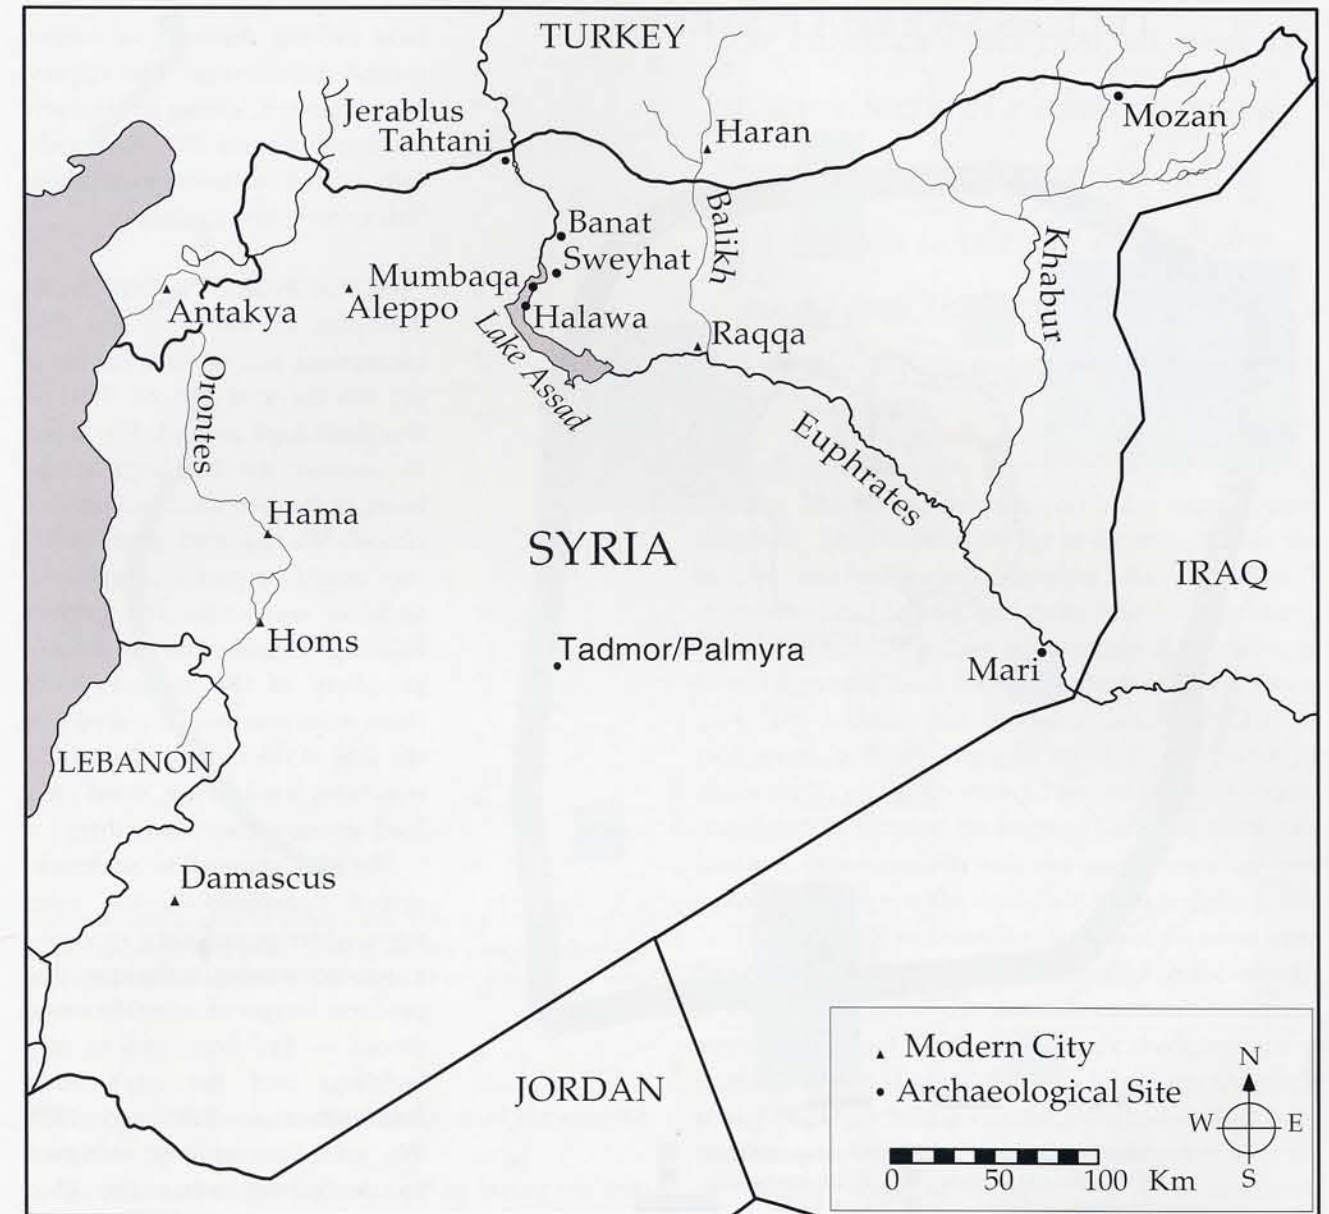 TURKEY
Jerablus
Tahtani
Haran
Mozan
Banat
Balikh
Khabur
Sweyhat
Mumbaqa
Antakya
Aleppo
Halawa
Lake Assad
Raqqa
Orontes
Euphrates
Hama
SYRIA
IRAQ
Homs
Tadmor/Palmyra
Mari
LEBANON
Damascus
JORDAN
Modern City
Archaeological Site
N
W E
S
0 50 100 Km